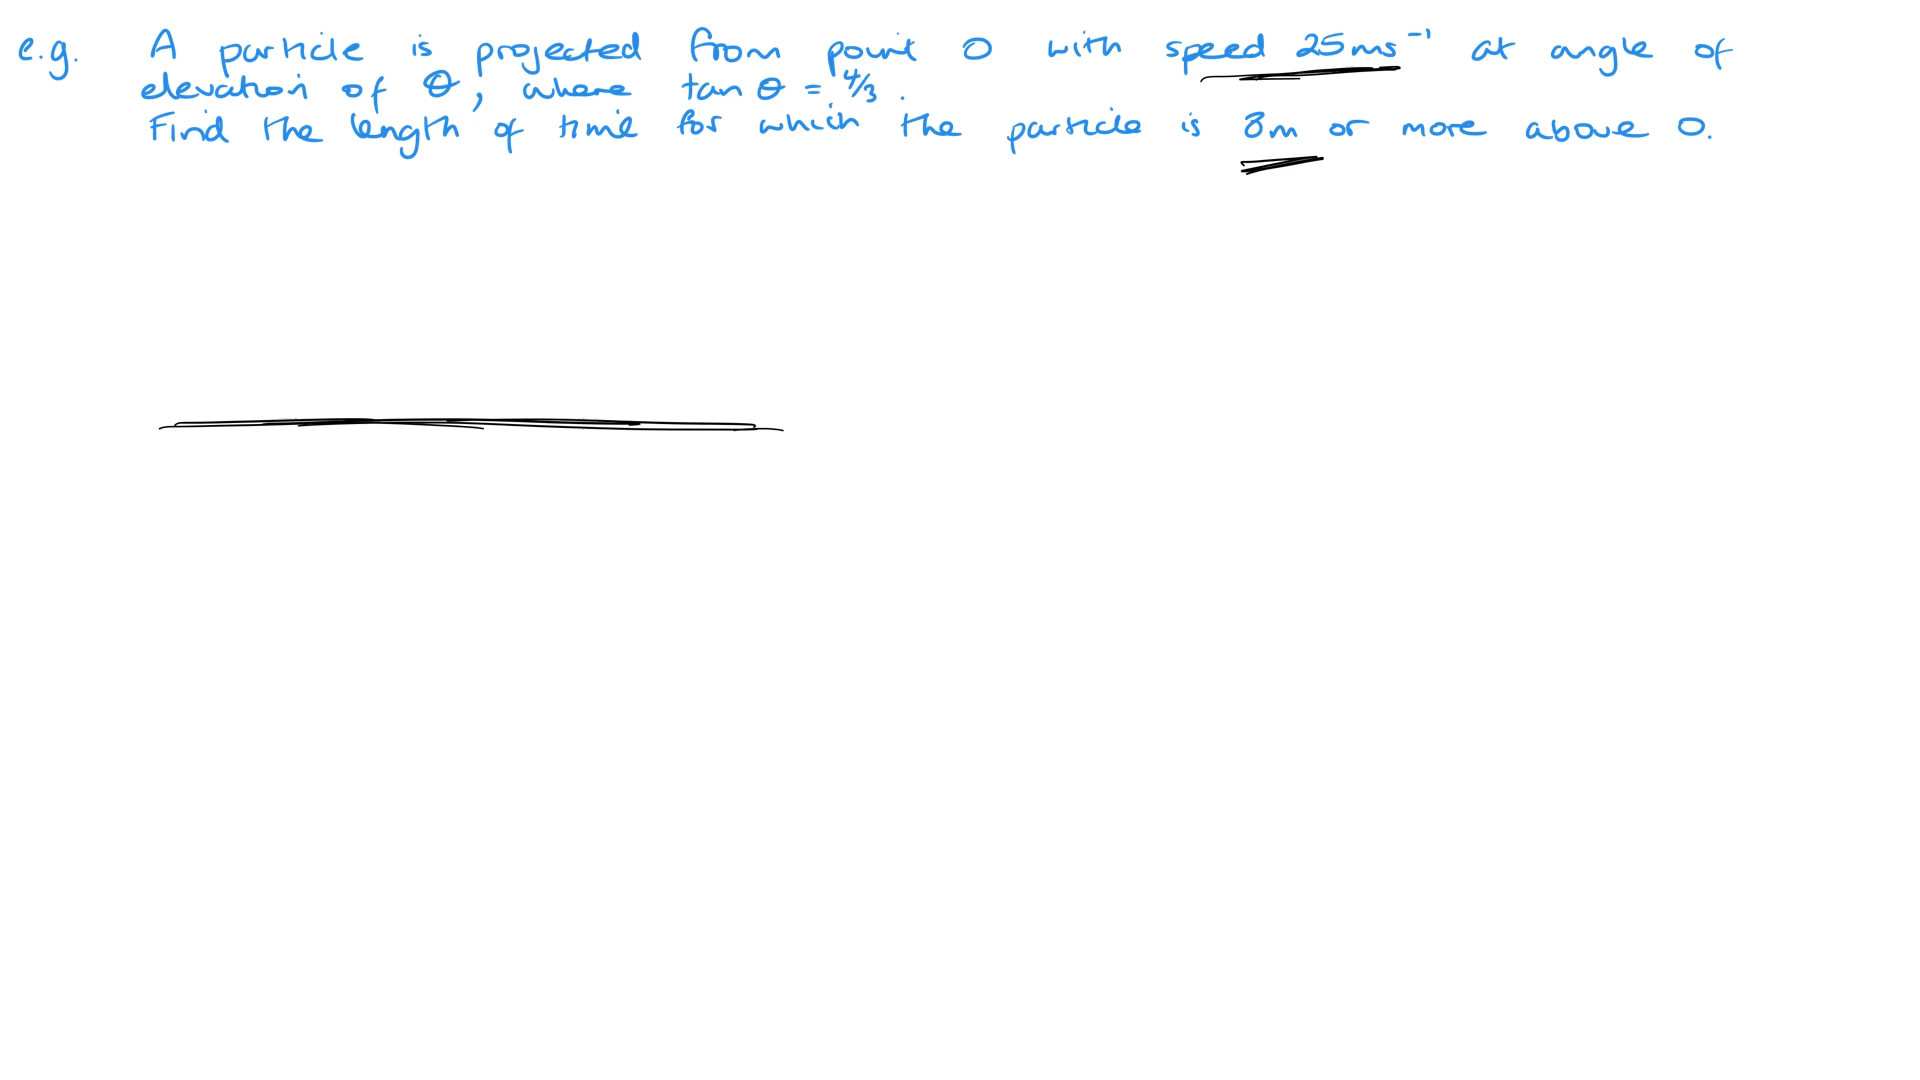 e.g. A particle is projected from point O with speed 25ms⁻¹ at angle of
elevation of θ, where tan θ = 4/3.
Find the length of time for which the particle is 8m or more above O.